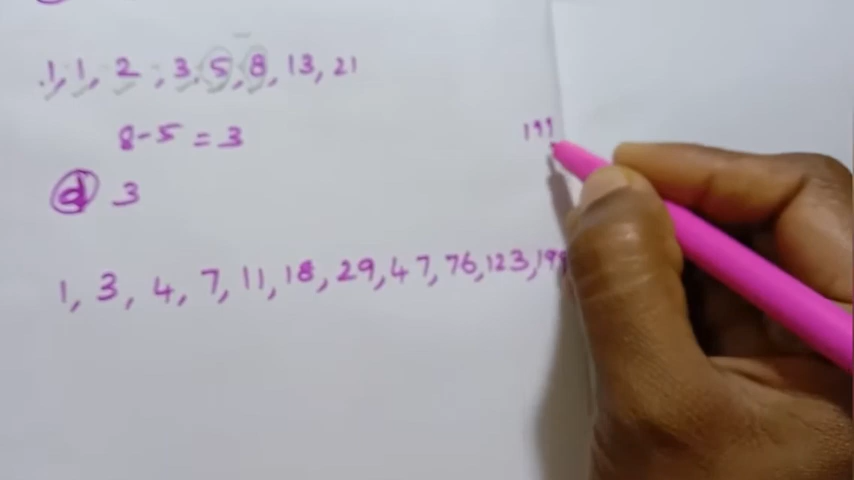 1, 1, 2, 3, 5, 8, 13, 21
8-5 = 3
199
d 3
1, 3, 4, 7, 11, 18, 29, 47, 76, 123, 199